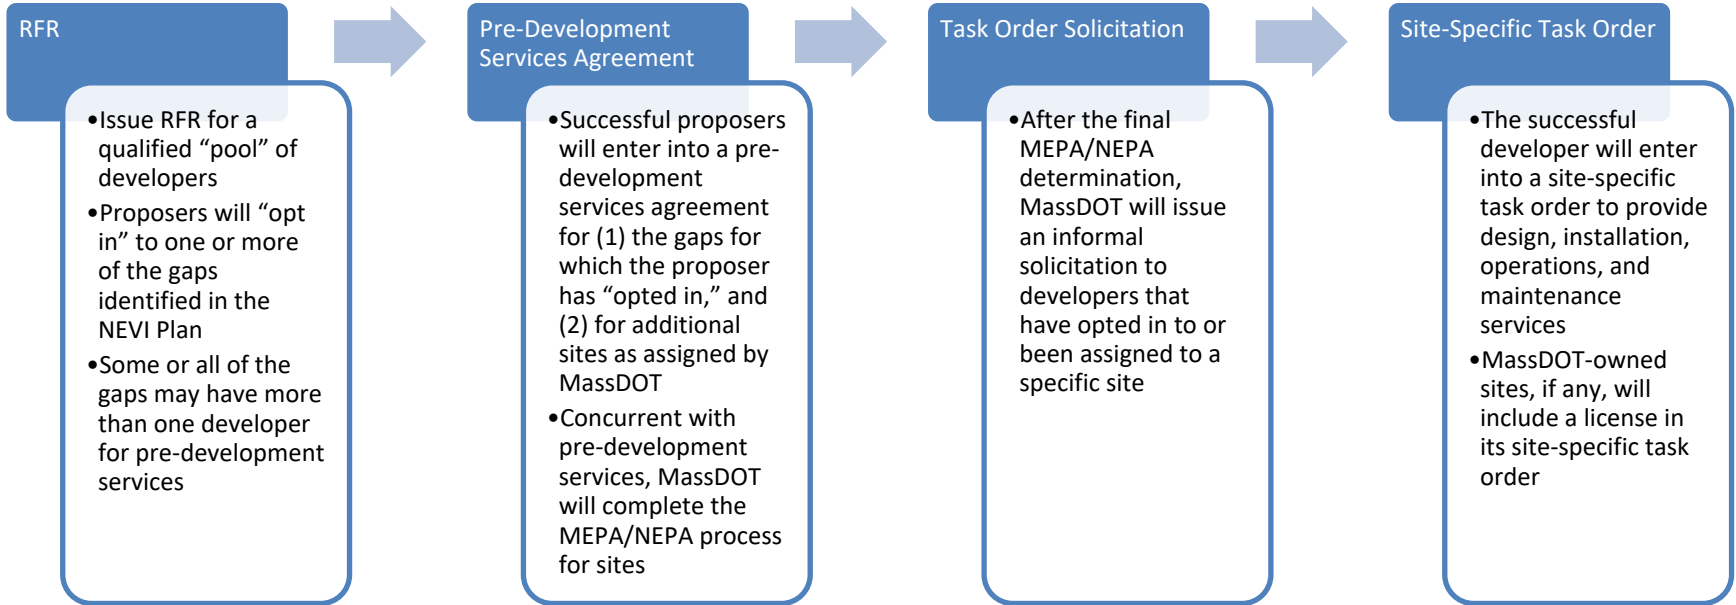 RFR
•Issue RFR for a
qualified “pool” of
developers
•Proposers will “opt
in” to one or more
of the gaps
identified in the
NEVI Plan
•Some or all of the
gaps may have more
than one developer
for pre-development
services
Pre-Development
Services Agreement
•Successful proposers
will enter into a pre-
development
services agreement
for (1) the gaps for
which the proposer
has “opted in,” and
(2) for additional
sites as assigned by
MassDOT
•Concurrent with
pre-development
services, MassDOT
will complete the
MEPA/NEPA process
for sites
Task Order Solicitation
•After the final
MEPA/NEPA
determination,
MassDOT will issue
an informal
solicitation to
developers that
have opted in to or
been assigned to a
specific site
Site-Specific Task Order
•The successful
developer will enter
into a site-specific
task order to provide
design, installation,
operations, and
maintenance
services
•MassDOT-owned
sites, if any, will
include a license in
its site-specific task
order